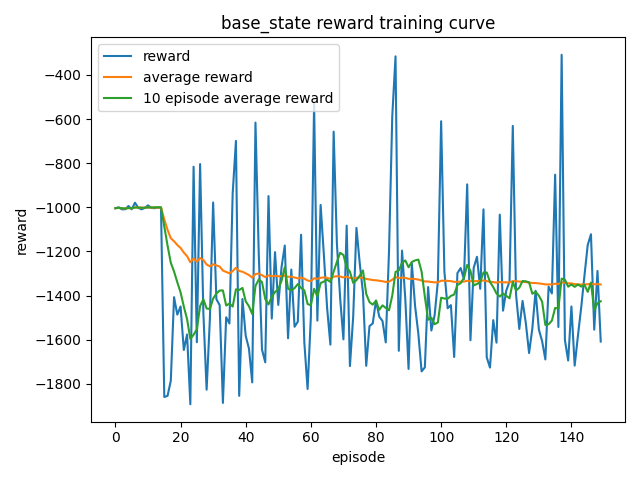 base_state reward training curve
reward
average reward
10 episode average reward
reward
−400
−600
−800
−1000
−1200
−1400
−1600
−1800
0
20
40
60
80
100
120
140
episode